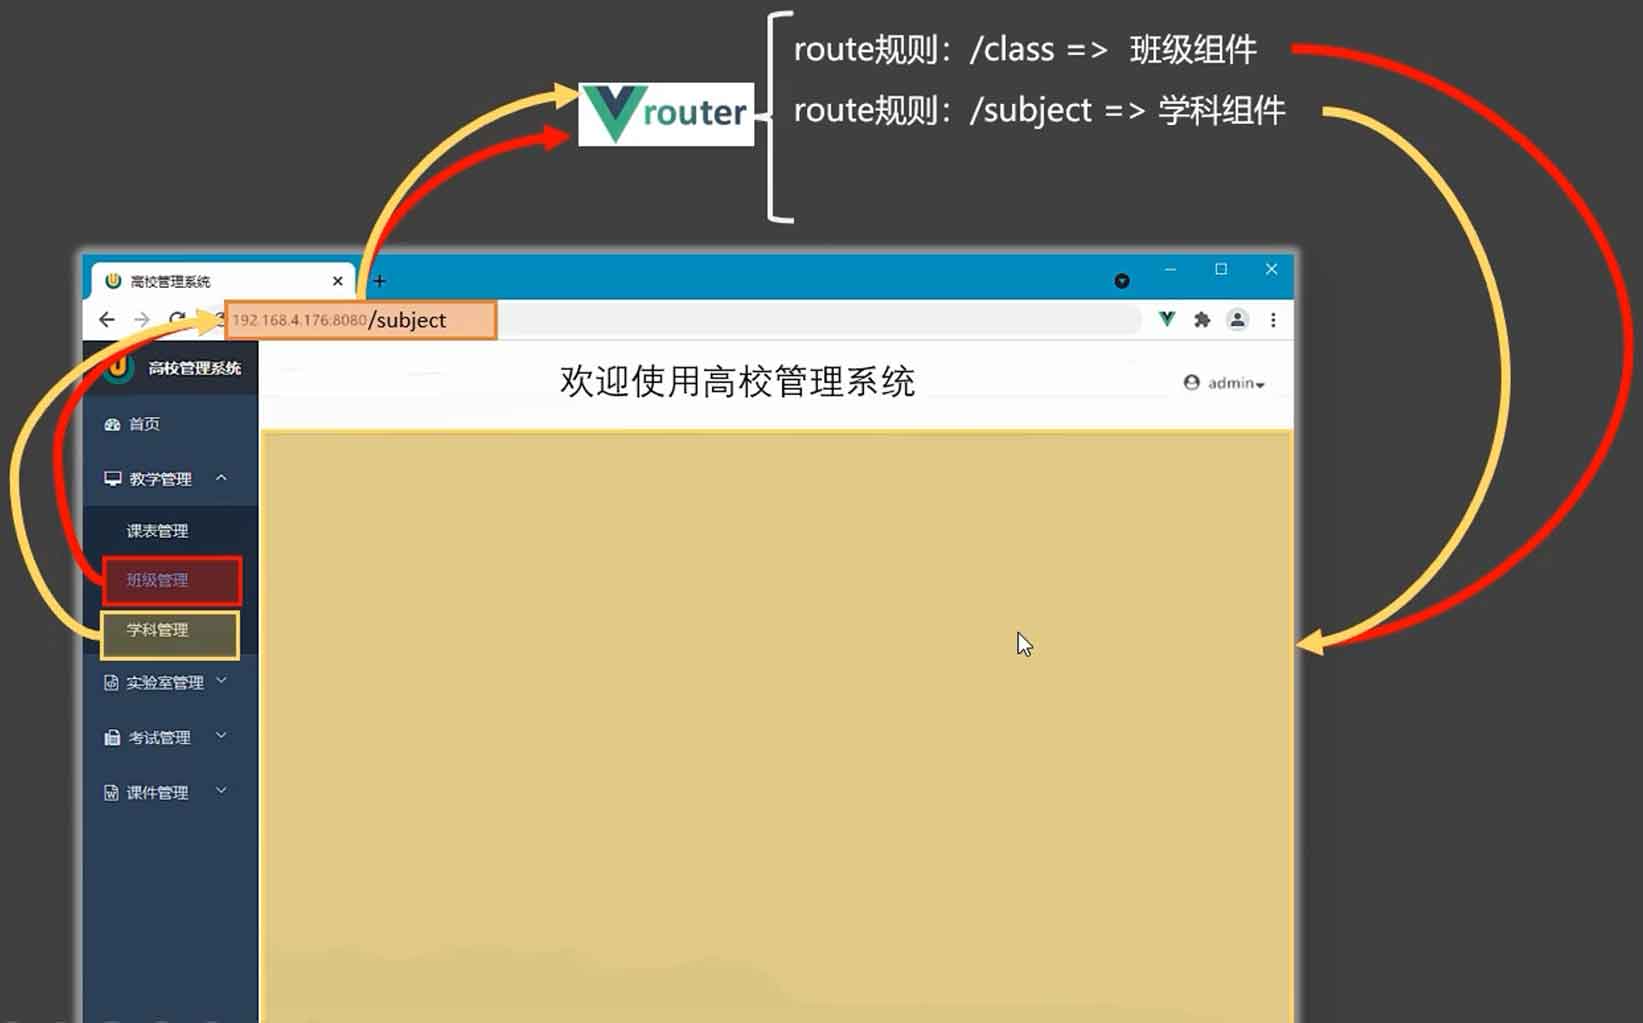 route规则：/class => 班级组件
router
route规则：/subject => 学科组件
高校管理系统
192.168.4.176:8080/subject
高校管理系统
欢迎使用高校管理系统
admin
首页
教学管理
课表管理
班级管理
学科管理
实验室管理
考试管理
课件管理